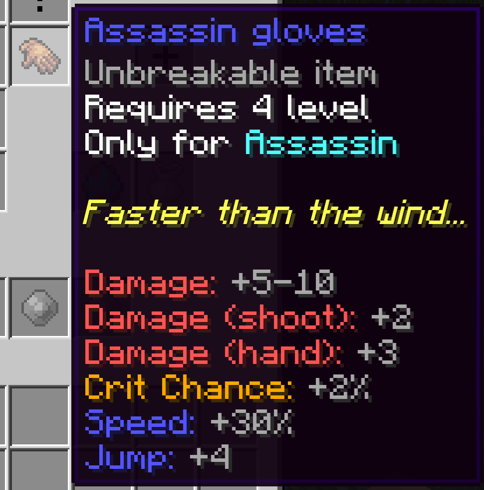 Assassin gloves
Unbreakable item
Requires 4 level
Only for Assassin
Faster than the wind...
Damage: +5-10
Damage (shoot): +2
Damage (hand): +3
Crit Chance: +2%
Speed: +30%
Jump: +4